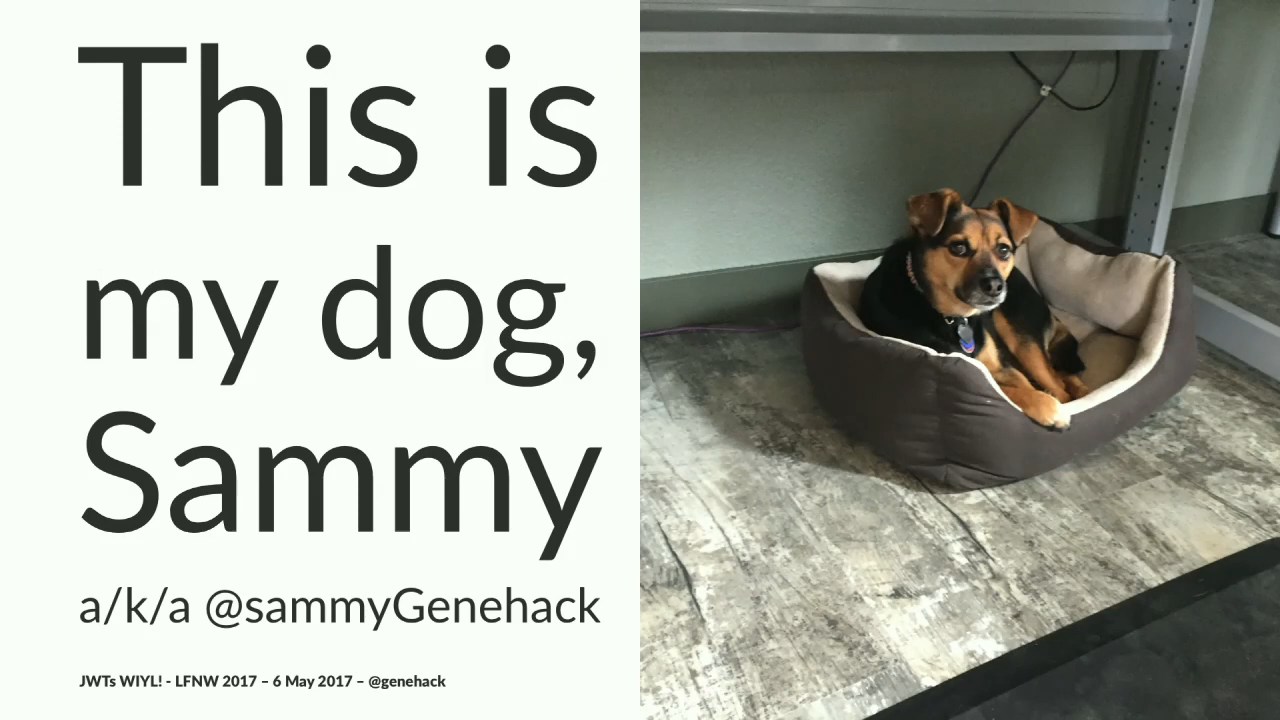 This is
my dog,
Sammy
a/k/a @sammyGenehack
JWTs WIYL! - LFNW 2017 – 6 May 2017 – @genehack